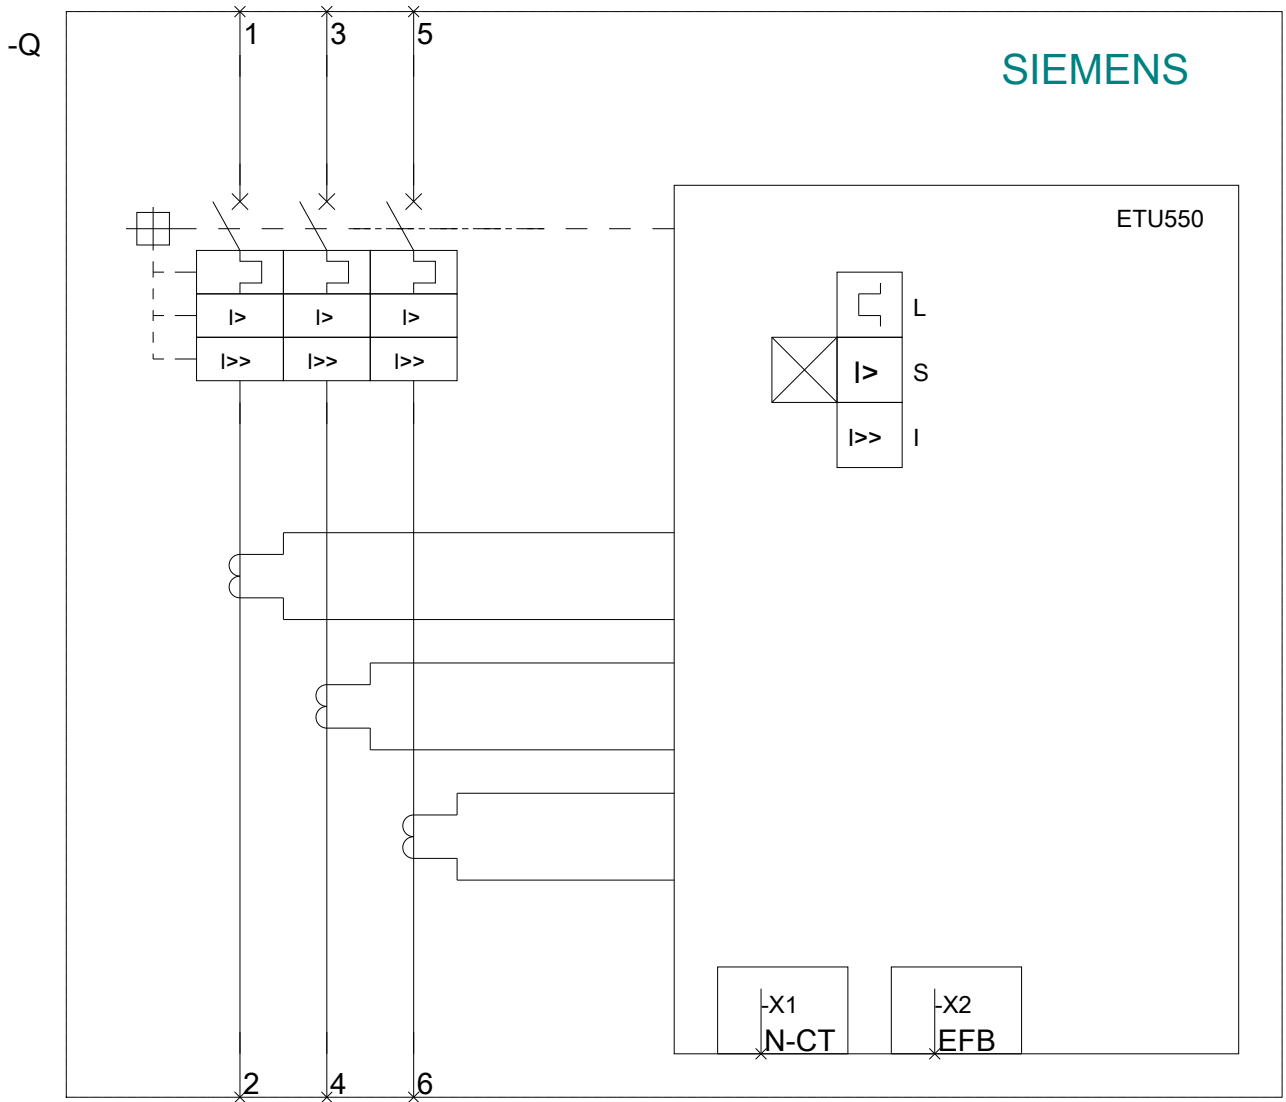 1 3 5
-Q
SIEMENS
ETU550
L
I> I> I>
I>> I>> I>>
I> S
I>> I
-X1 -X2
N-CT EFB
2 4 6